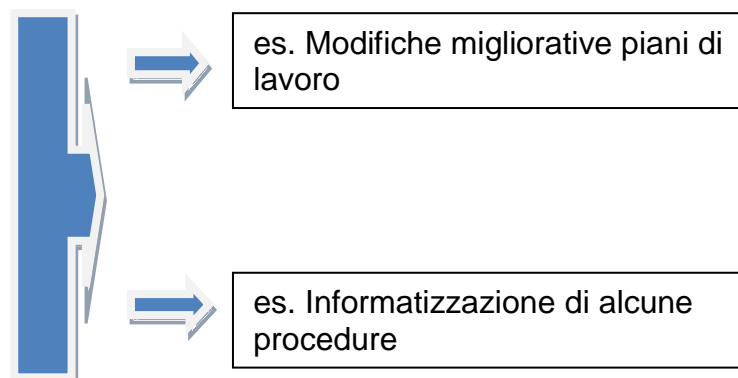 es. Modifiche migliorative piani di
lavoro
es. Informatizzazione di alcune
procedure